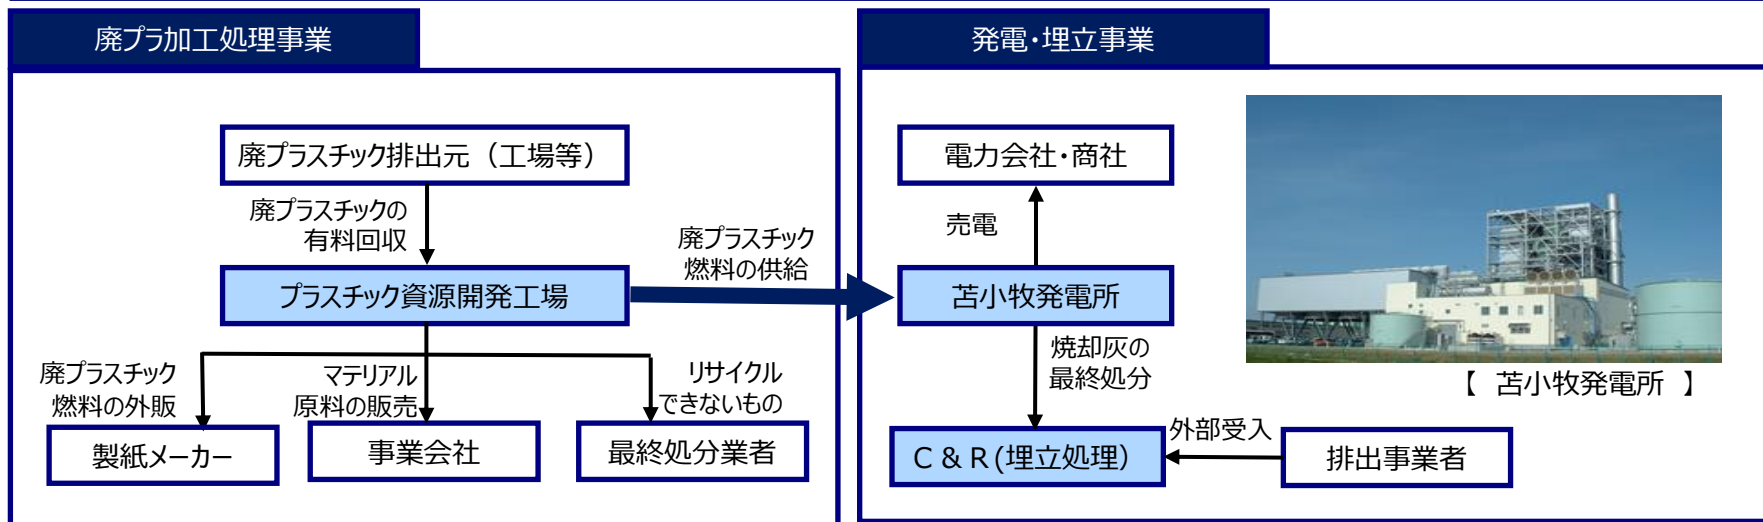 廃プラ加工処理事業
廃プラスチック排出元（工場等）
廃プラスチックの
有料回収
プラスチック資源開発工場
廃プラスチック
燃料の供給
廃プラスチック
燃料の外販
マテリアル
原料の販売
リサイクル
できないもの
製紙メーカー
事業会社
最終処分業者
発電・埋立事業
電力会社・商社
売電
苫小牧発電所
焼却灰の
最終処分
C & R(埋立処理）
外部受入
排出事業者
【 苫小牧発電所 】